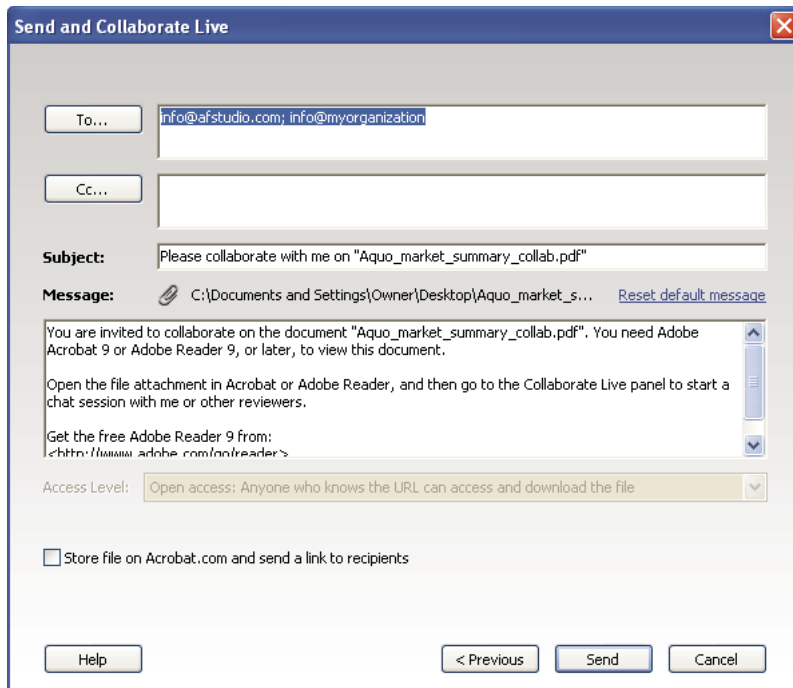 Send and Collaborate Live
To...
info@afstudio.com; info@myorganization
Cc...
Subject:
Please collaborate with me on "Aquo_market_summary_collab.pdf"
Message:
C:\Documents and Settings\Owner\Desktop\Aquo_market_s...
Reset default message
You are invited to collaborate on the document "Aquo_market_summary_collab.pdf". You need Adobe
Acrobat 9 or Adobe Reader 9, or later, to view this document.
Open the file attachment in Acrobat or Adobe Reader, and then go to the Collaborate Live panel to start a
chat session with me or other reviewers.
Get the free Adobe Reader 9 from:
<http://www.adobe.com/go/reader>
Access Level:
Open access: Anyone who knows the URL can access and download the file
Store file on Acrobat.com and send a link to recipients
Help
< Previous
Send
Cancel